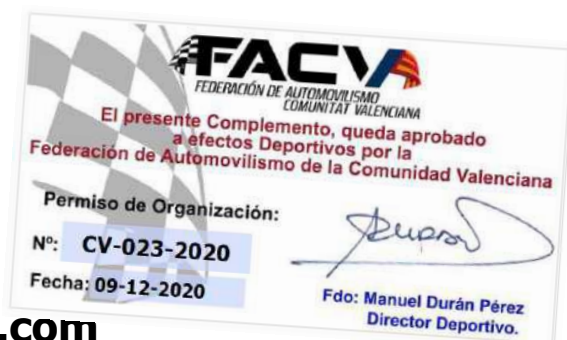 FACVA
FEDERACIÓN DE AUTOMOVILISMO
COMUNITAT VALENCIANA
El presente Complemento, queda aprobado
a efectos Deportivos por la
Federación de Automovilismo de la Comunidad Valenciana
Permiso de Organización:
Nº: CV-023-2020
Fecha: 09-12-2020
Fdo: Manuel Durán Pérez
Director Deportivo.
.com